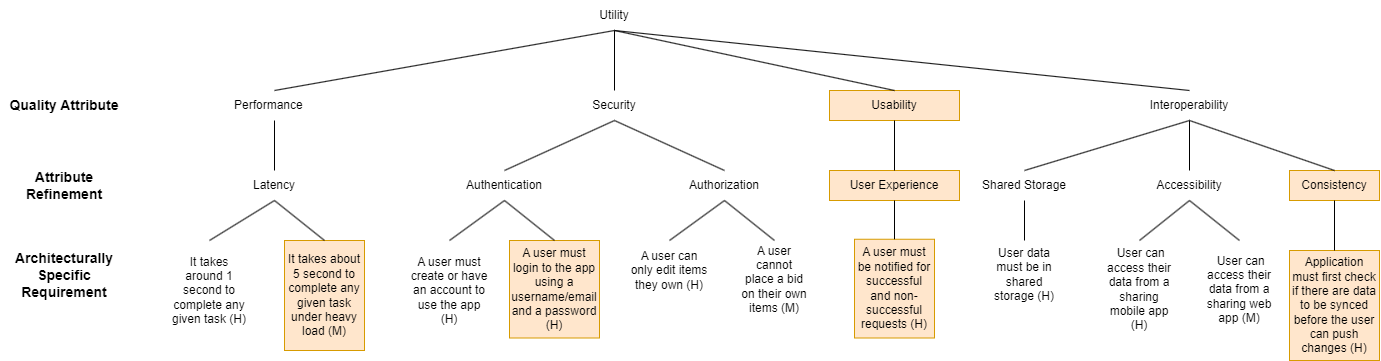 Utility
Quality Attribute
Performance
Security
Usability
Interoperability
Attribute
Refinement
Latency
Authentication
Authorization
User Experience
Shared Storage
Accessibility
Consistency
Architecturally
Specific
Requirement
It takes
around 1
second to
complete any
given task (H)
It takes about
5 second to
complete any
given task
under heavy
load (M)
A user must
create or have
an account to
use the app
(H)
A user must
login to the app
using a
username/email
and a password
(H)
A user can
only edit items
they own (H)
A user
cannot
place a bid
on their own
items (M)
A user must
be notified for
successful
and non-
successful
requests (H)
User data
must be in
shared
storage (H)
User can
access their
data from a
sharing
mobile app
(H)
User can
access their
data from a
sharing web
app (M)
Application
must first check
if there are data
to be synced
before the user
can push
changes (H)